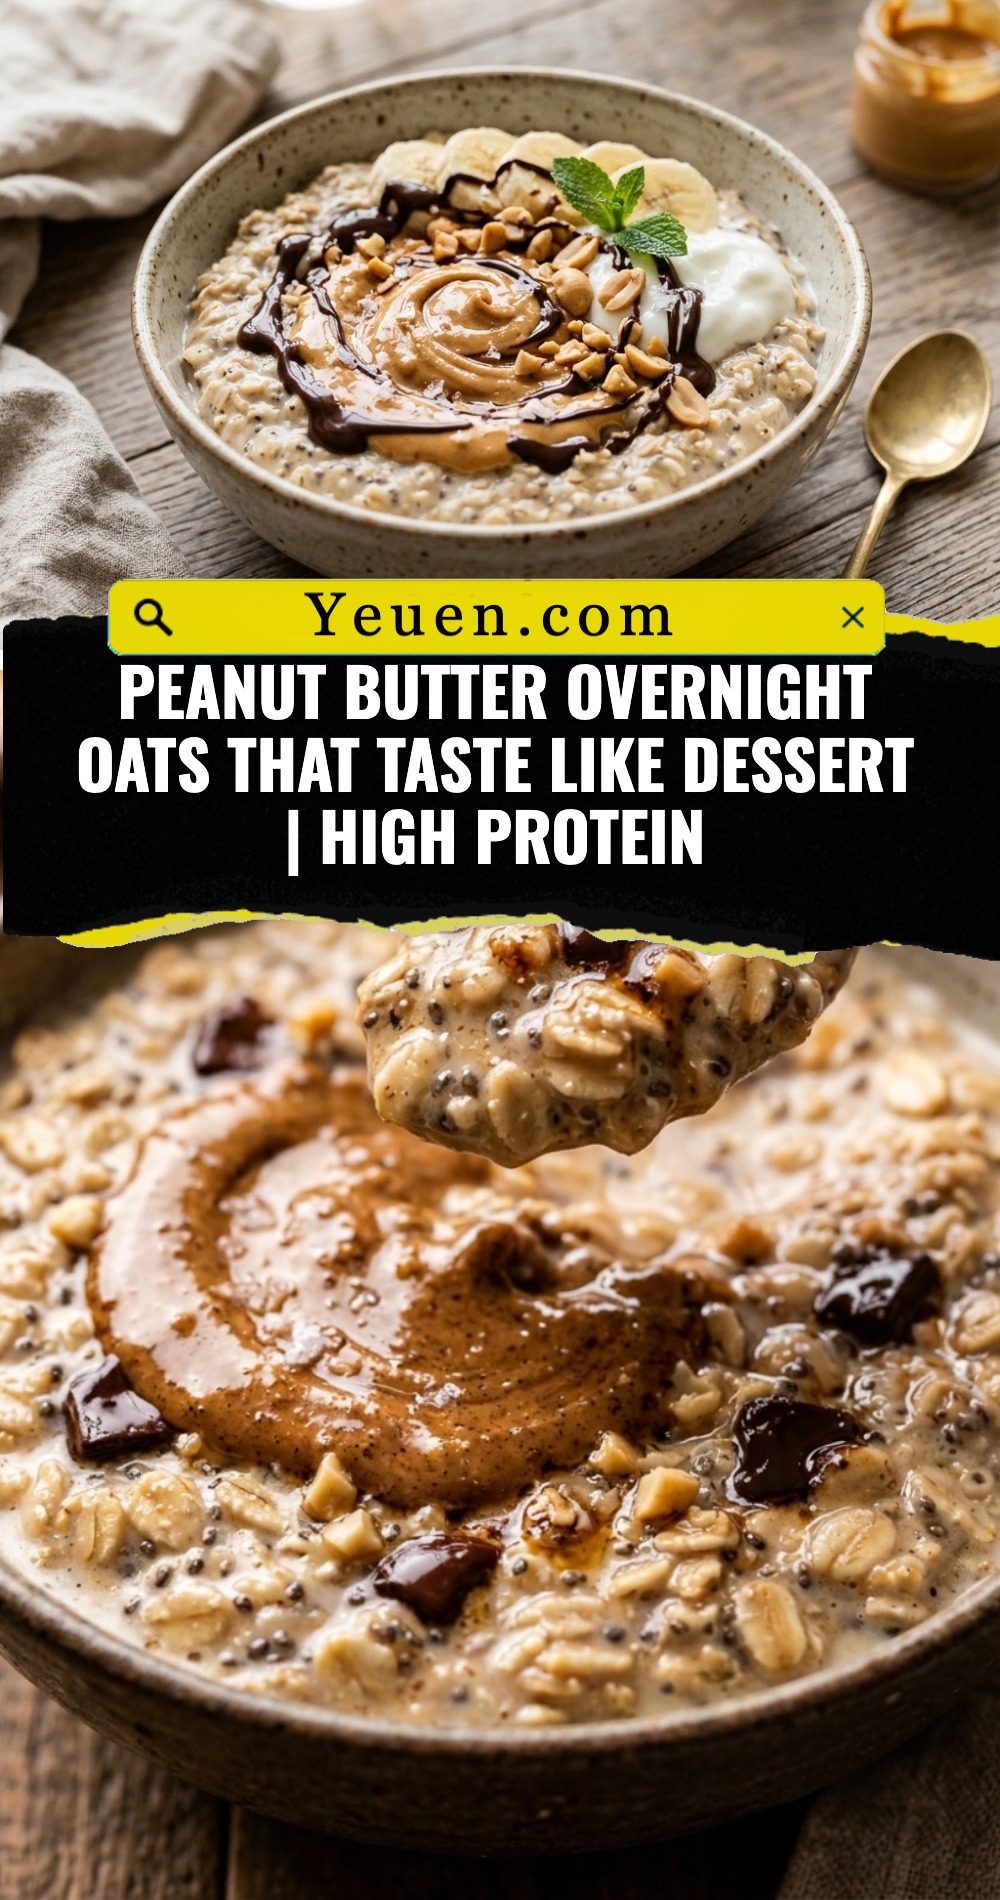 Yeuen.com
PEANUT BUTTER OVERNIGHT
OATS THAT TASTE LIKE DESSERT
| HIGH PROTEIN